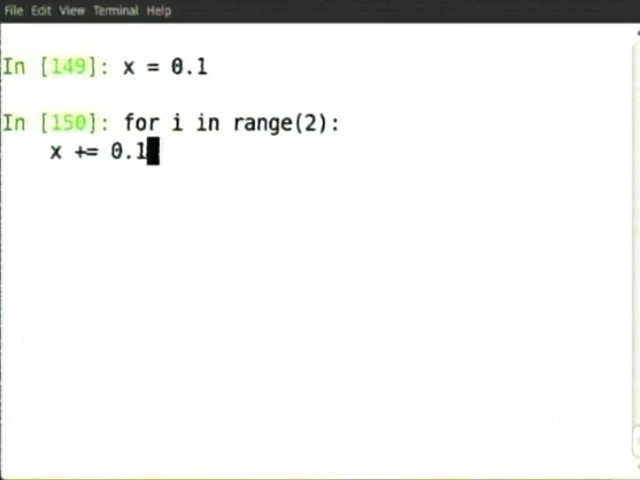 File Edit View Terminal Help
In [149]: x = 0.1
In [150]: for i in range(2):
x += 0.1